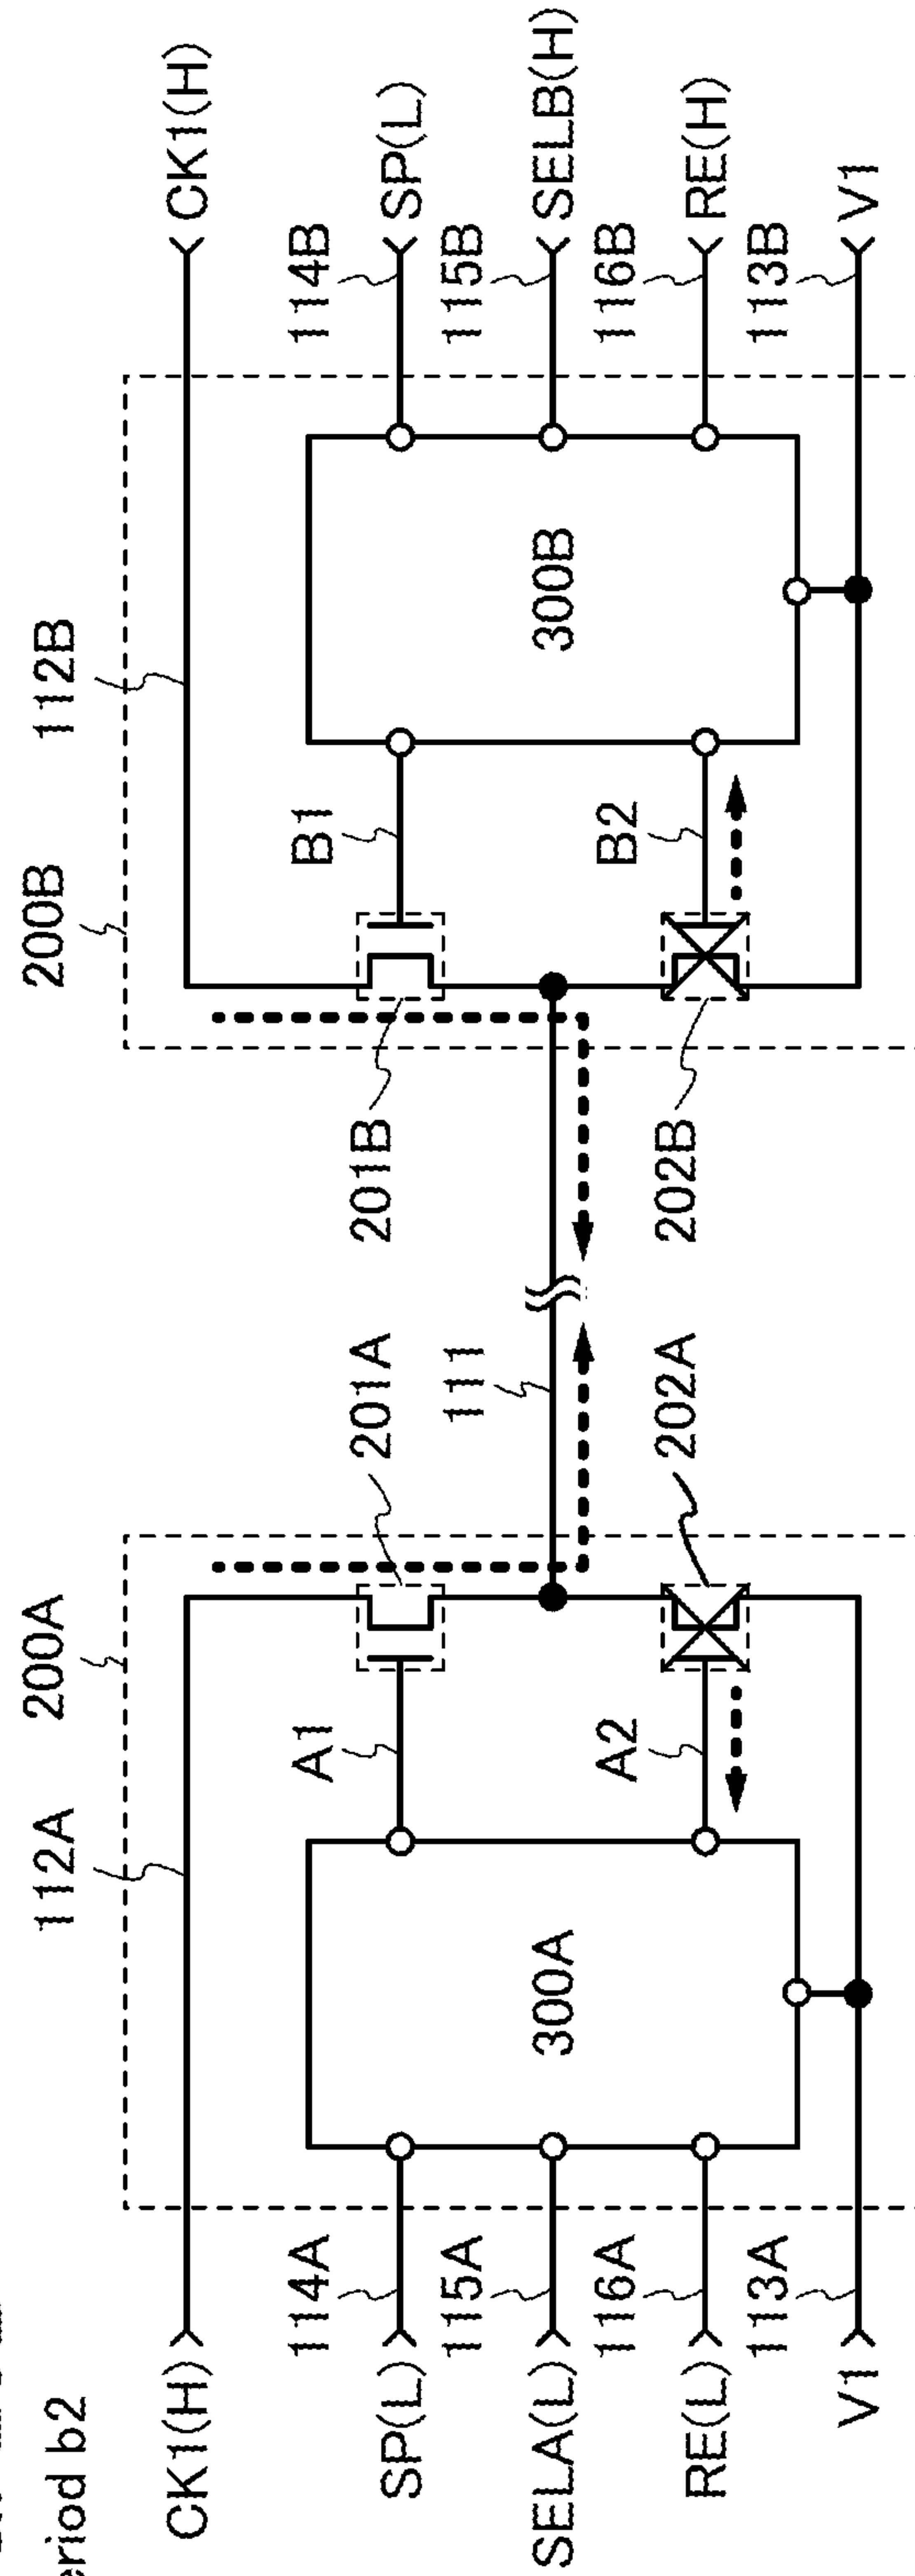 eriod b2
200A
200B
112A
112B
CK1(H)
CK1(H)
114A
A1
201A
201B
B1
114B
SP(L)
SP(L)
115A
111
115B
SELA(L)
300A
300B
SELB(H)
116A
A2
202A
202B
B2
116B
RE(L)
RE(H)
113A
113B
V1
V1